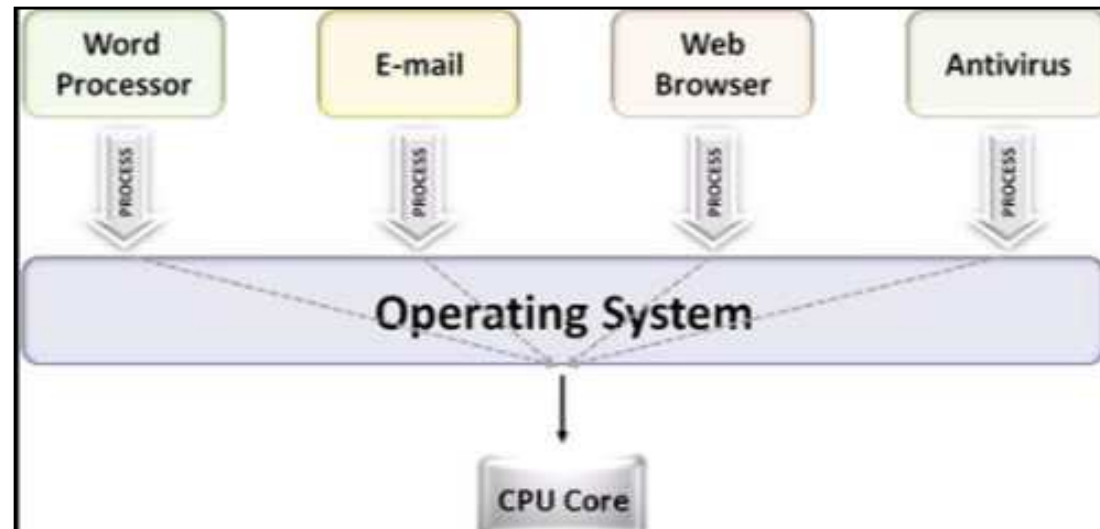 Word
Processor
E-mail
Web
Browser
Antivirus
PROCESS
PROCESS
PROCESS
PROCESS
Operating System
CPU Core